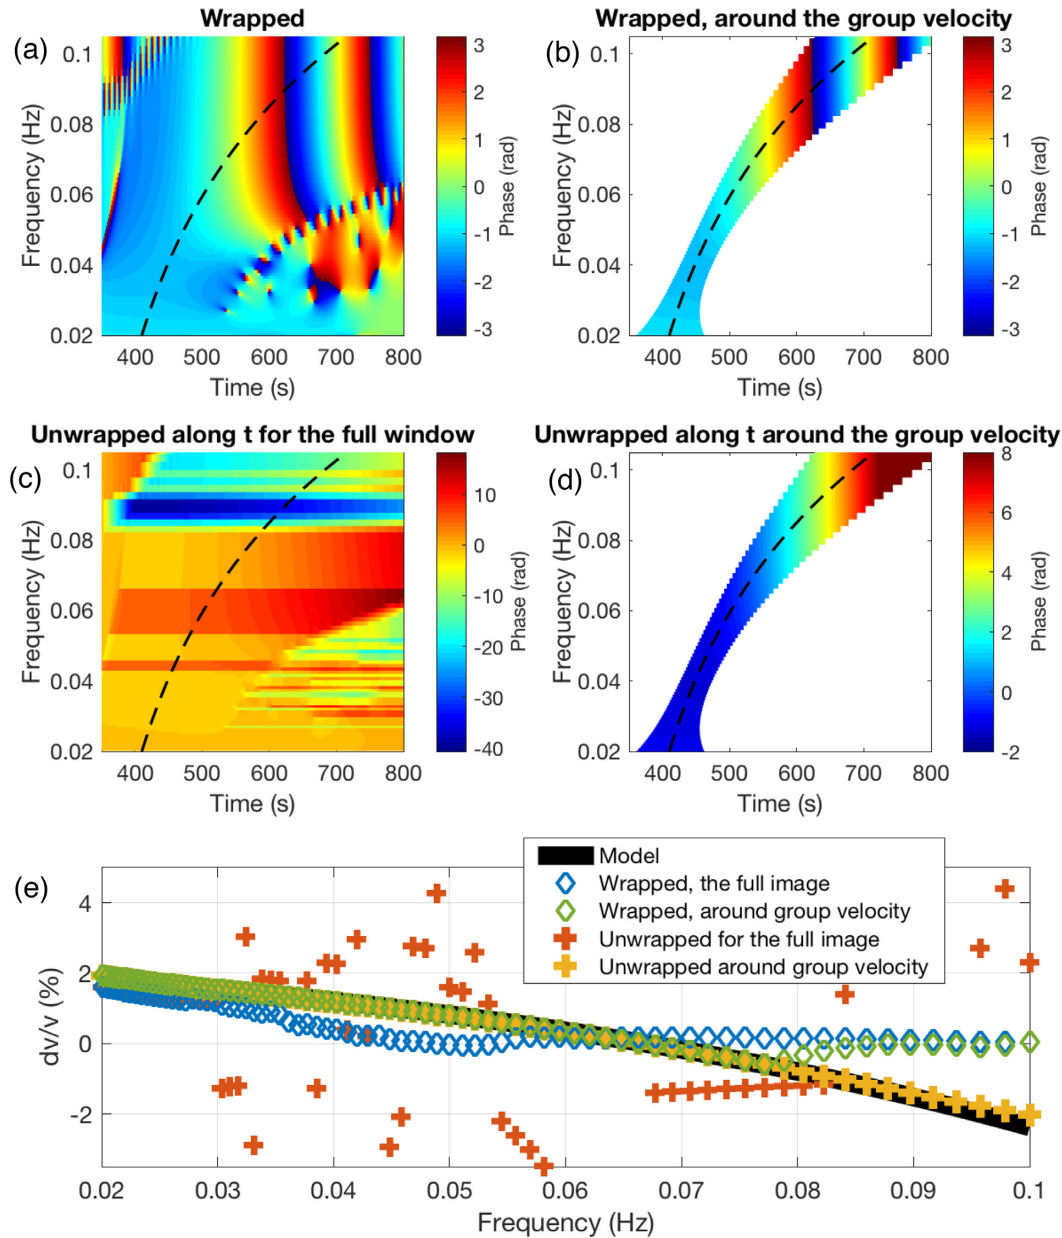 Wrapped
(a)
0.1
0.08
0.06
0.04
0.02
Frequency (Hz)
400 500 600 700 800
Time (s)
3
2
1
0
-1
-2
-3
Phase (rad)
Wrapped, around the group velocity
(b)
0.1
0.08
0.06
0.04
0.02
Frequency (Hz)
400 500 600 700 800
Time (s)
3
2
1
0
-1
-2
-3
Phase (rad)
Unwrapped along t for the full window
(c)
0.1
0.08
0.06
0.04
0.02
Frequency (Hz)
400 500 600 700 800
Time (s)
10
0
-10
-20
-30
-40
Phase (rad)
Unwrapped along t around the group velocity
(d)
0.1
0.08
0.06
0.04
0.02
Frequency (Hz)
400 500 600 700 800
Time (s)
8
6
4
2
0
-2
Phase (rad)
(e)
Model
Wrapped, the full image
Wrapped, around group velocity
Unwrapped for the full image
Unwrapped around group velocity
4
2
0
-2
dv/v (%)
0.02 0.03 0.04 0.05 0.06 0.07 0.08 0.09 0.1
Frequency (Hz)